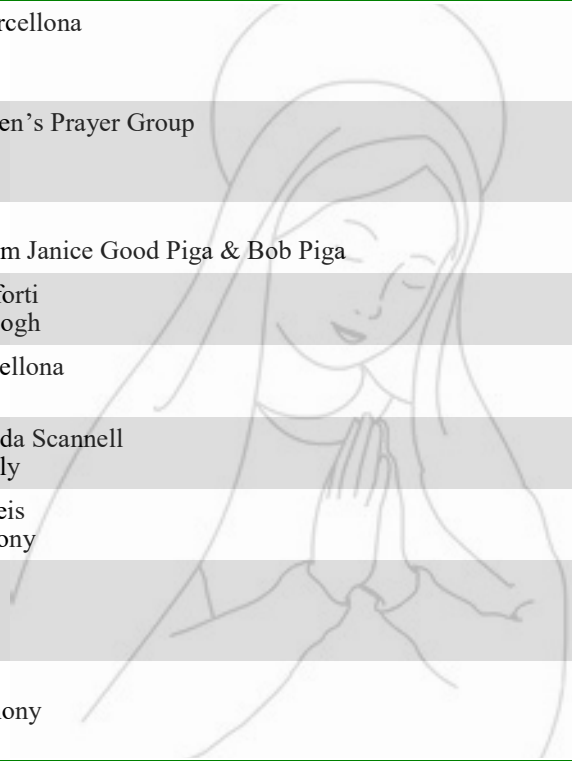 rcellona
en’s Prayer Group
m Janice Good Piga & Bob Piga
forti
ogh
ellona
da Scannell
ly
eis
ony
ony